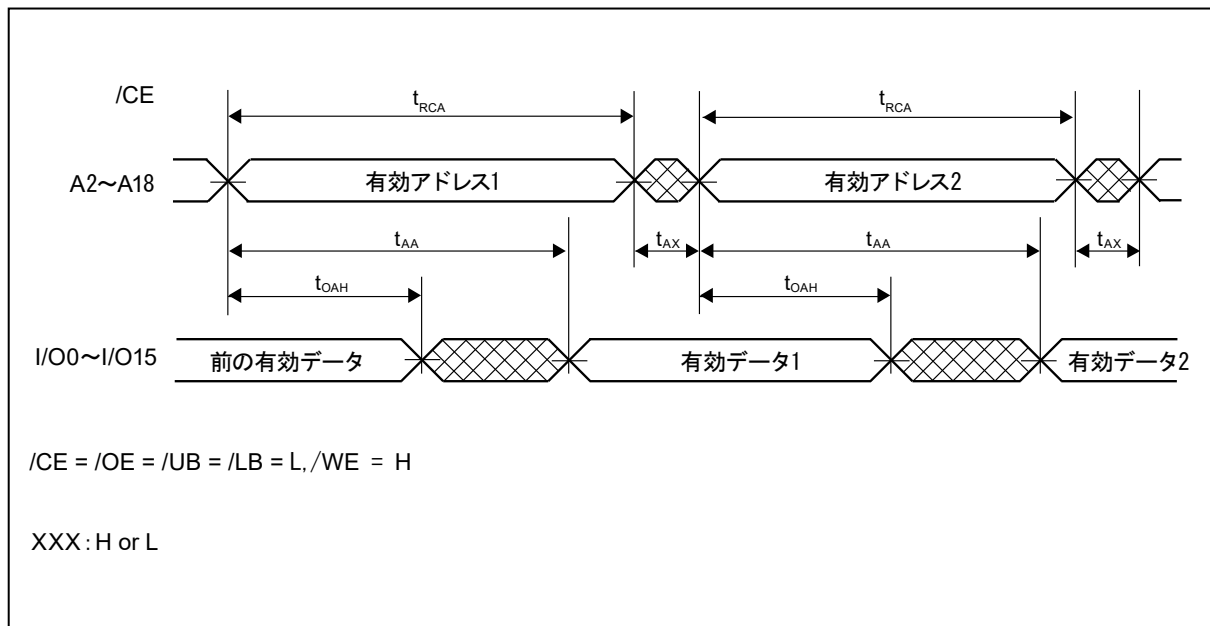 /CE
tRCA
tRCA
A2～A18
有効アドレス1
有効アドレス2
tAA
tAX
tAA
tAX
tOAH
tOAH
I/O0～I/O15
前の有効データ
有効データ1
有効データ2
/CE = /OE = /UB = /LB = L, /WE = H
XXX : H or L